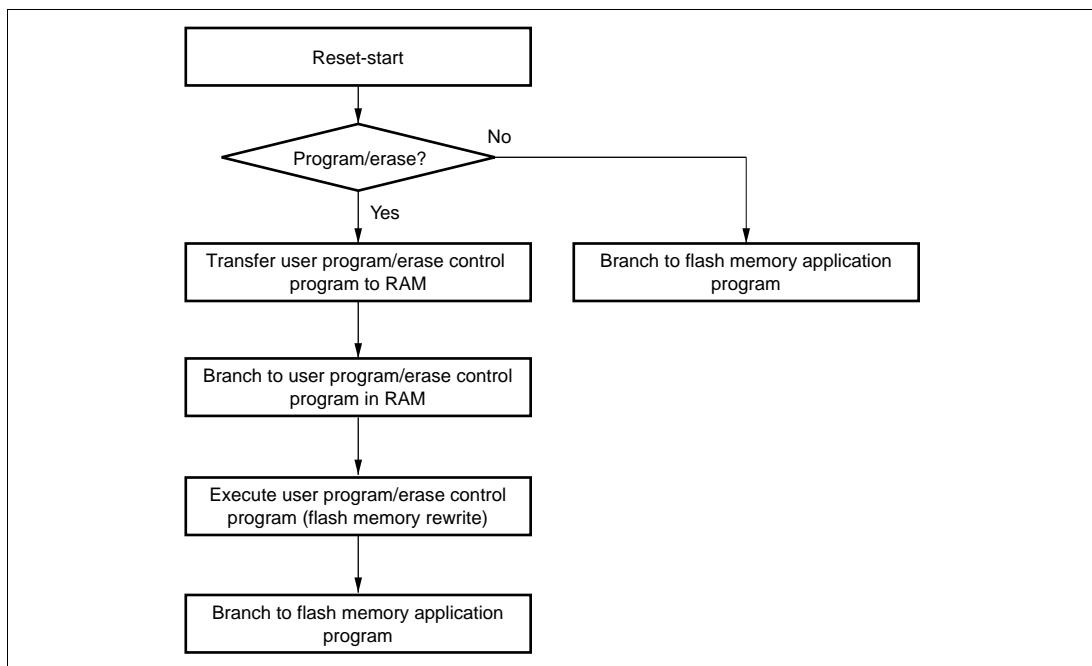 Reset-start
No
Program/erase?
Yes
Transfer user program/erase control
program to RAM
Branch to flash memory application
program
Branch to user program/erase control
program in RAM
Execute user program/erase control
program (flash memory rewrite)
Branch to flash memory application
program